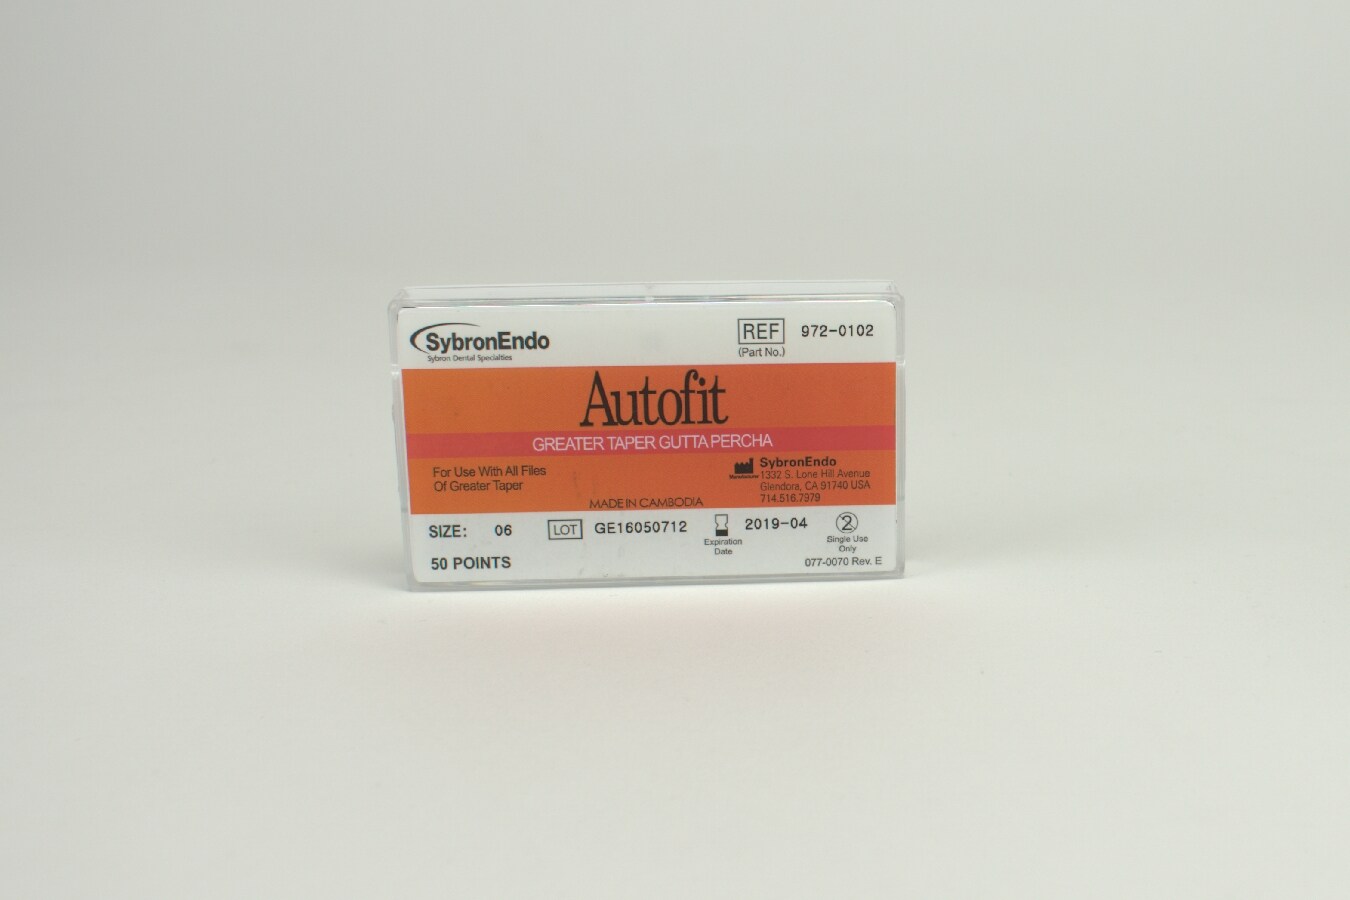 SybronEndo
Sybron Dental Specialties
REF 972-0102
(Part No.)
Autofit
GREATER TAPER GUTTA PERCHA
For Use With All Files
Of Greater Taper
SybronEndo
1332 S. Lone Hill Avenue
Glendora, CA 91740 USA
714.516.7979
MADE IN CAMBODIA
SIZE: 06
LOT GE16050712
Expiration
Date
2019-04
2
Single Use
Only
50 POINTS
077-0070 Rev. E